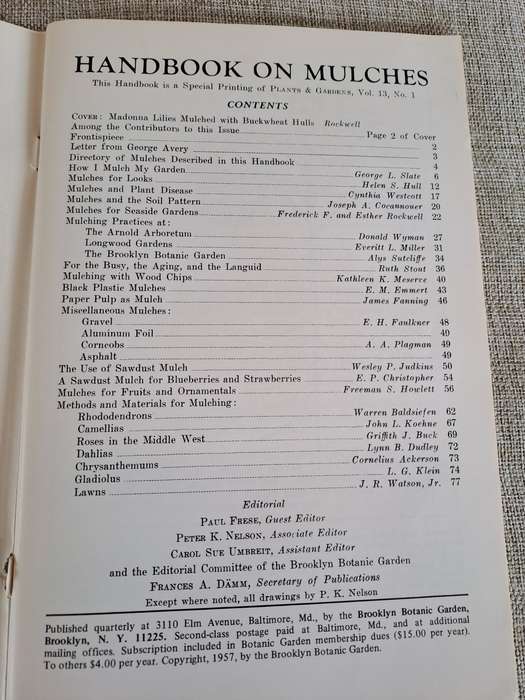 HANDBOOK ON MULCHES
This Handbook is a Special Printing of PLANTS & GARDENS, Vol. 13, No. 1
CONTENTS
COVER: Madonna Lilies Mulched with Buckwheat Hulls Rockwell
Among the Contributors to this Issue Page 2 of Cover
Frontispiece 2
Letter from George Avery 3
Directory of Mulches Described in this Handbook 4
How I Mulch My Garden George L. Slate 6
Mulches for Looks Helen S. Hull 12
Mulches and Plant Disease Cynthia Westcott 17
Mulches and the Soil Pattern Joseph A. Cocannouer 20
Mulches for Seaside Gardens Frederick F. and Esther Rockwell 22
Mulching Practices at:
The Arnold Arboretum Donald Wyman 27
Longwood Gardens Everitt L. Miller 31
The Brooklyn Botanic Garden Alys Sutcliffe 34
For the Busy, the Aging, and the Languid Ruth Stout 36
Mulching with Wood Chips Kathleen K. Meserve 40
Black Plastic Mulches E. M. Emmert 43
Paper Pulp as Mulch James Fanning 46
Miscellaneous Mulches:
Gravel E. H. Faulkner 48
Aluminum Foil 49
Corncobs A. A. Plagman 49
Asphalt 49
The Use of Sawdust Mulch Wesley P. Judkins 50
A Sawdust Mulch for Blueberries and Strawberries E. P. Christopher 54
Mulches for Fruits and Ornamentals Freeman S. Howlett 56
Methods and Materials for Mulching:
Rhododendrons Warren Baldsiefen 62
Camellias John L. Koehne 67
Roses in the Middle West Griffith J. Buck 69
Dahlias Lynn B. Dudley 72
Chrysanthemums Cornelius Ackerson 73
Gladiolus L. G. Klein 74
Lawns J. R. Watson, Jr. 77
Editorial
PAUL FRESE, Guest Editor
PETER K. NELSON, Associate Editor
CAROL SUE UMBREIT, Assistant Editor
and the Editorial Committee of the Brooklyn Botanic Garden
FRANCES A. DÄMM, Secretary of Publications
Except where noted, all drawings by P. K. Nelson
Published quarterly at 3110 Elm Avenue, Baltimore, Md., by the Brooklyn Botanic Garden,
Brooklyn, N. Y. 11225. Second-class postage paid at Baltimore, Md., and at additional
mailing offices. Subscription included in Botanic Garden membership dues ($15.00 per year).
To others $4.00 per year. Copyright, 1957, by the Brooklyn Botanic Garden.